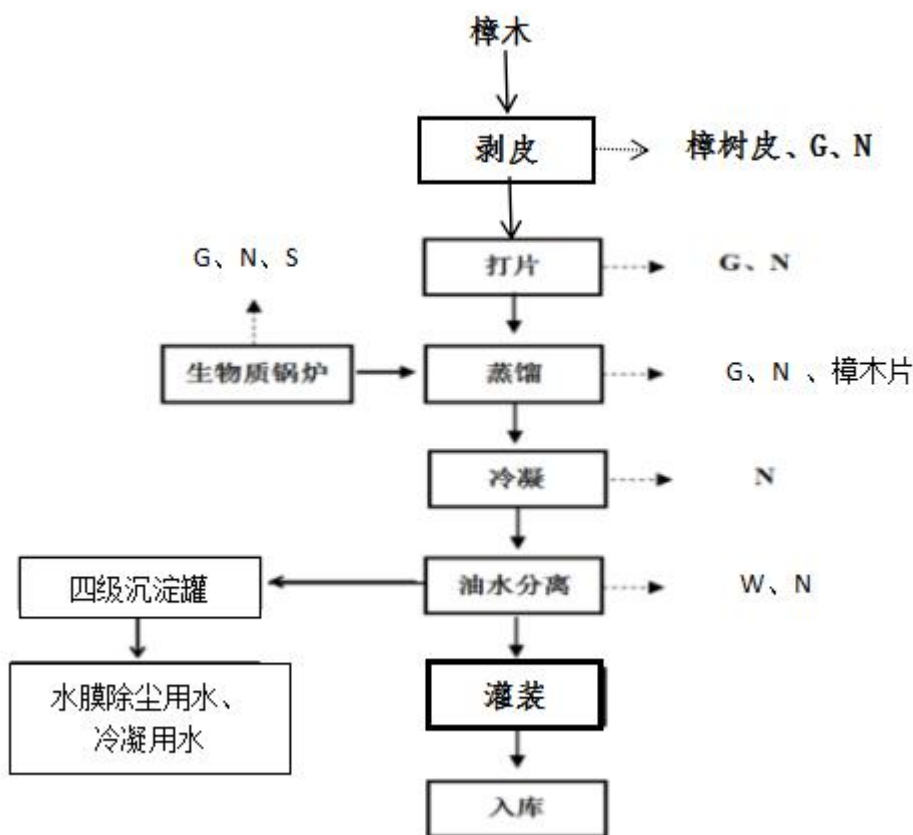 樟木
剥皮
樟树皮、G、N
打片
G、N
G、N、S
生物质锅炉
蒸馏
G、N 、樟木片
冷凝
N
四级沉淀罐
油水分离
W、N
水膜除尘用水、
冷凝用水
灌装
入库